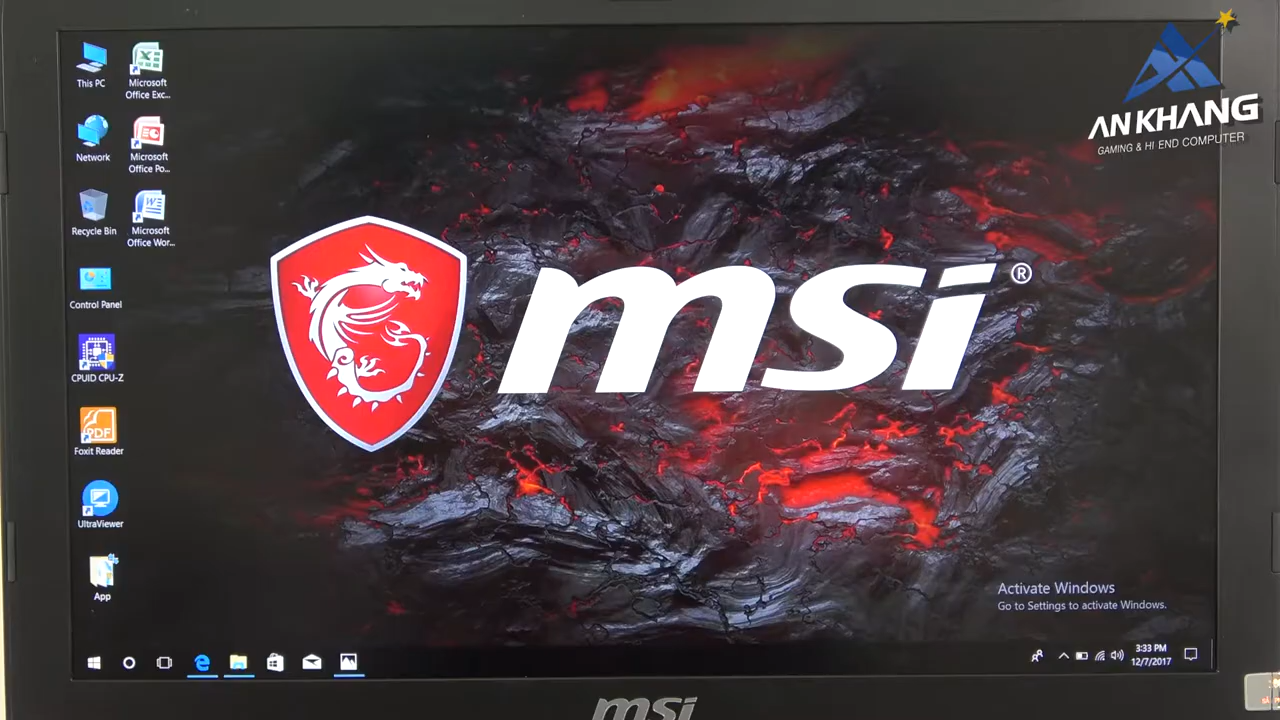 This PC
Microsoft
Office Exc...
Network
Microsoft
Office Po...
Recycle Bin
Microsoft
Office Wor...
Control Panel
CPUID CPU-Z
PDF
Foxit Reader
UltraViewer
App
msi®
AN KHANG
GAMING & HI END COMPUTER
Activate Windows
Go to Settings to activate Windows.
3:33 PM
12/7/2017
msi